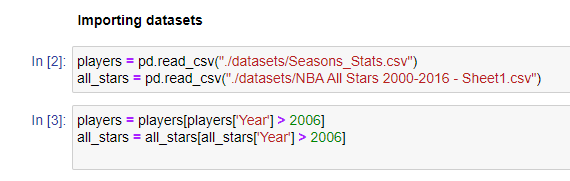 Importing datasets
In [2]: players = pd.read_csv("./datasets/Seasons_Stats.csv")
all_stars = pd.read_csv("./datasets/NBA All Stars 2000-2016 - Sheet1.csv")
In [3]: players = players[players['Year'] > 2006]
all_stars = all_stars[all_stars['Year'] > 2006]